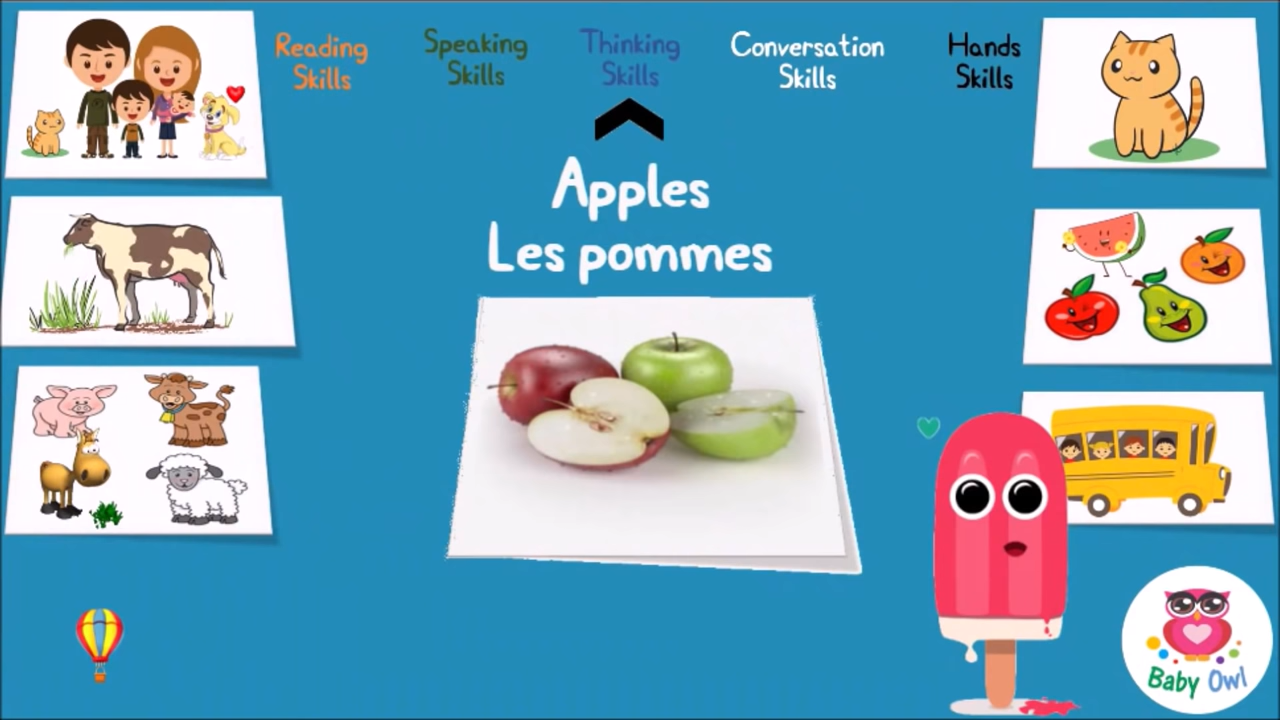 Reading
Skills
Speaking
Skills
Thinking
Skills
Conversation
Skills
Hands
Skills
Apples
Les pommes
Baby Owl